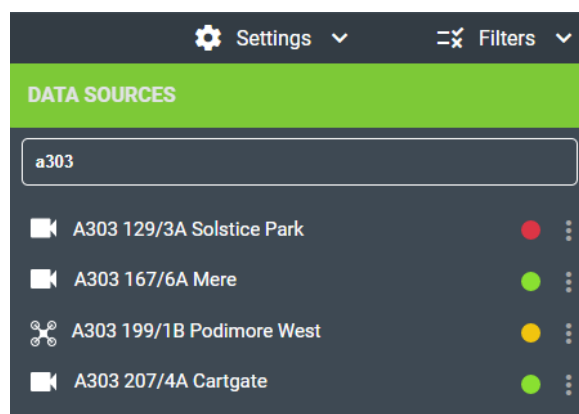 Settings Filters
DATA SOURCES
a303
A303 129/3A Solstice Park
A303 167/6A Mere
A303 199/1B Podimore West
A303 207/4A Cartgate